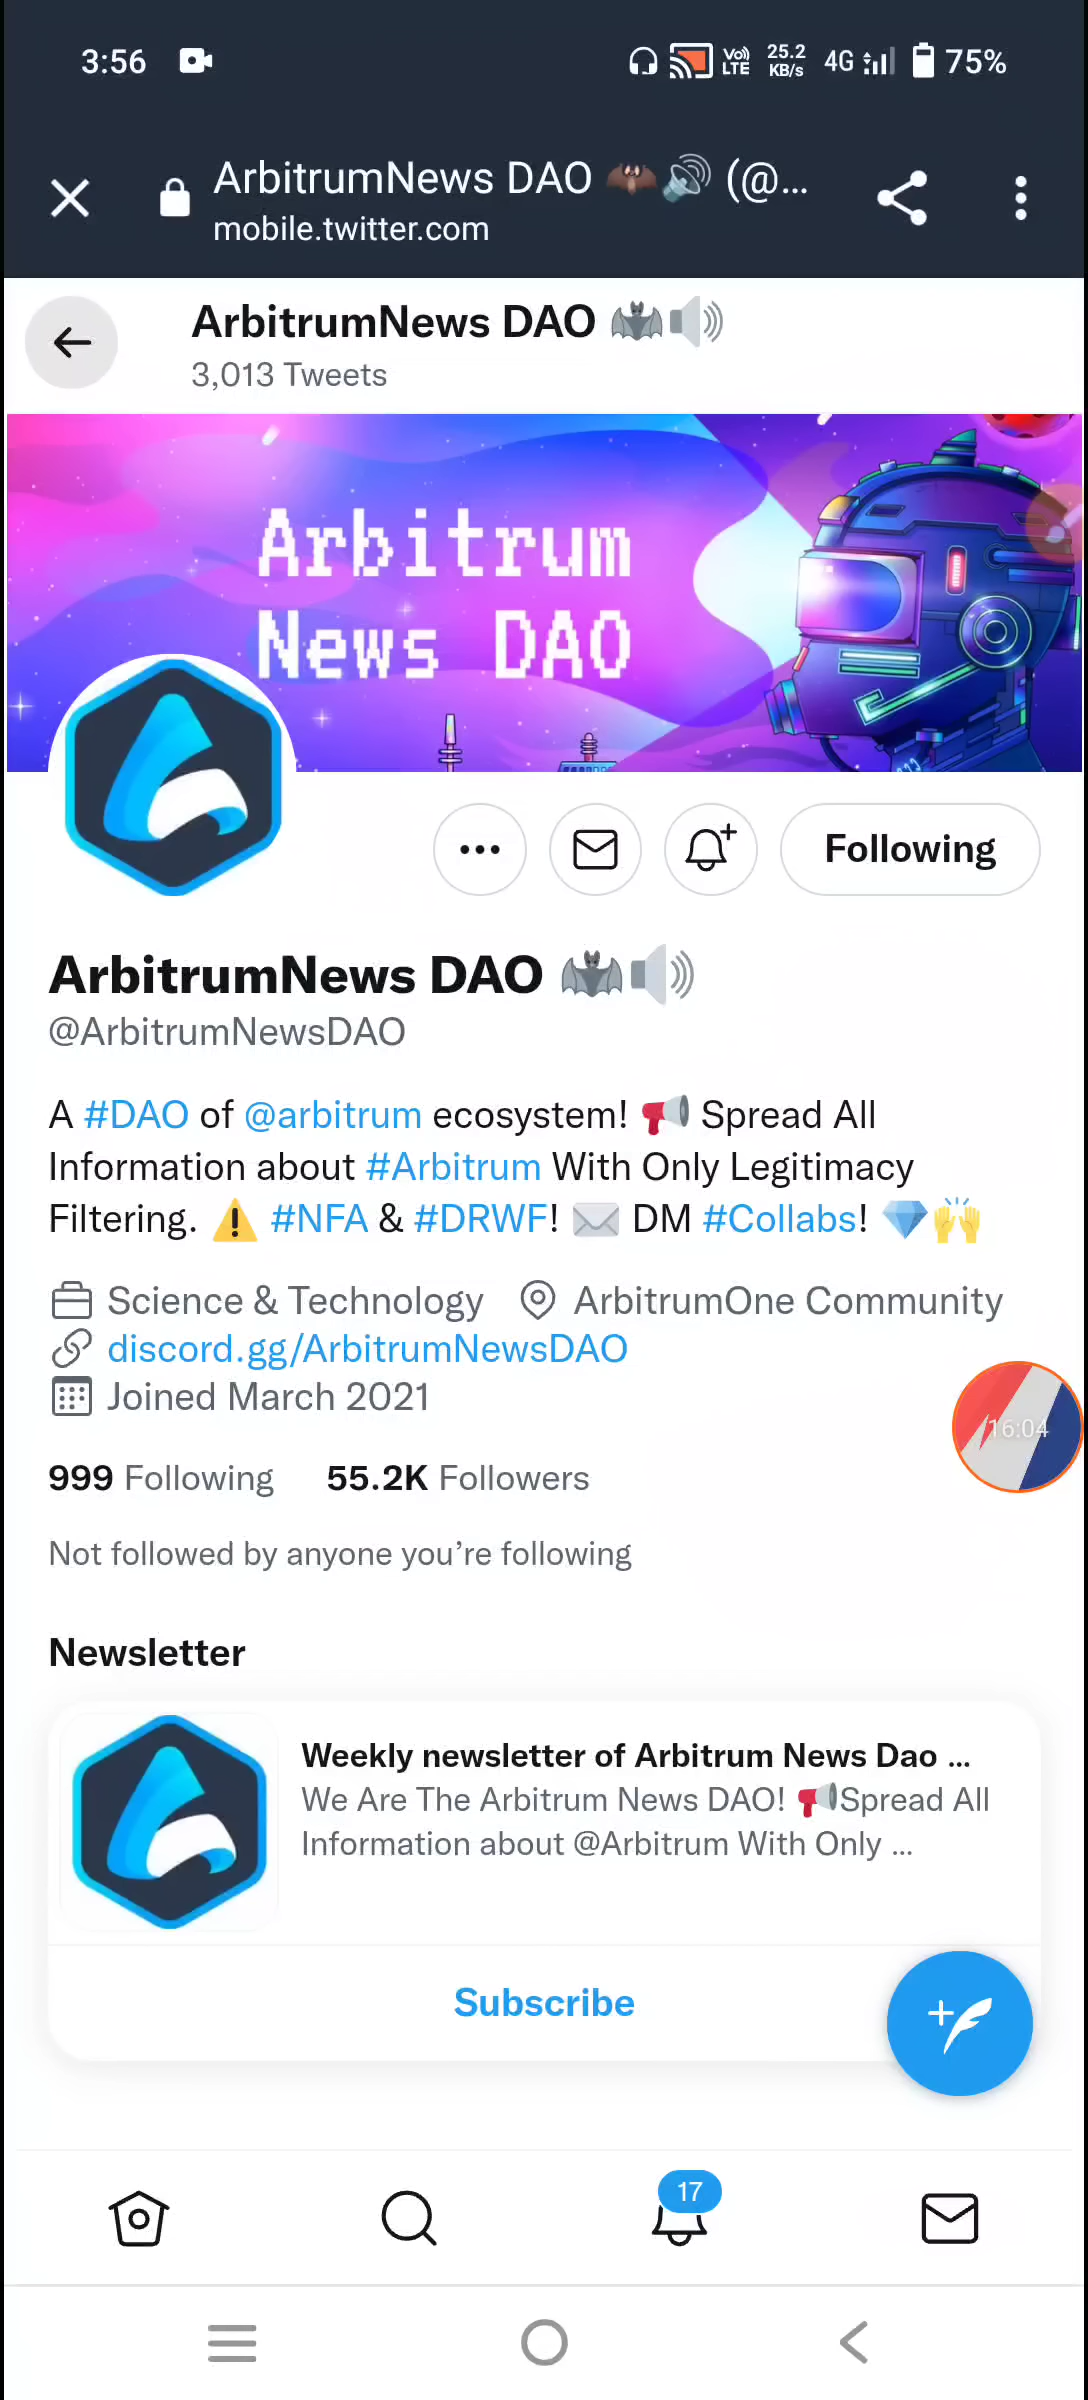 3:56
Vo) LTE
25.2 KB/s
4G
75%
ArbitrumNews DAO 🦇🔊 (@...
mobile.twitter.com
ArbitrumNews DAO 🦇🔊
3,013 Tweets
Arbitrum
News DAO
Following
ArbitrumNews DAO 🦇🔊
@ArbitrumNewsDAO
A #DAO of @arbitrum ecosystem! 📢 Spread All
Information about #Arbitrum With Only Legitimacy
Filtering. ⚠️ #NFA & #DRWF! ✉️ DM #Collabs! 💎🙌
Science & Technology ArbitrumOne Community
discord.gg/ArbitrumNewsDAO
Joined March 2021
16:04
999 Following 55.2K Followers
Not followed by anyone you’re following
Newsletter
Weekly newsletter of Arbitrum News Dao ...
We Are The Arbitrum News DAO! 📢Spread All
Information about @Arbitrum With Only ...
Subscribe
17